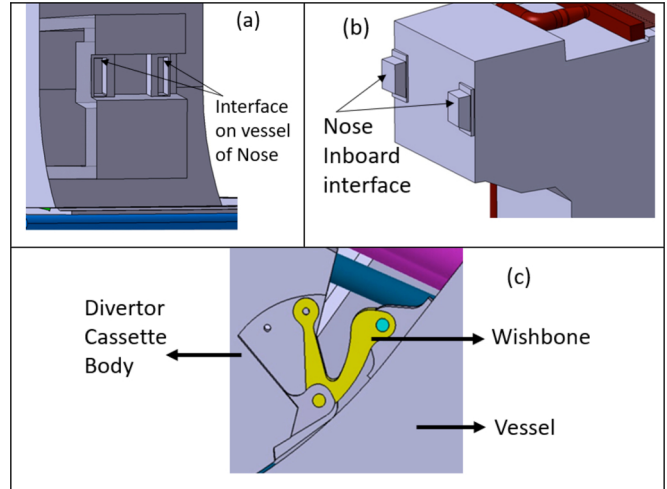 (a)
Interface
on vessel
of Nose
(b)
Nose
Inboard
interface
(c)
Divertor
Cassette
Body
Wishbone
Vessel